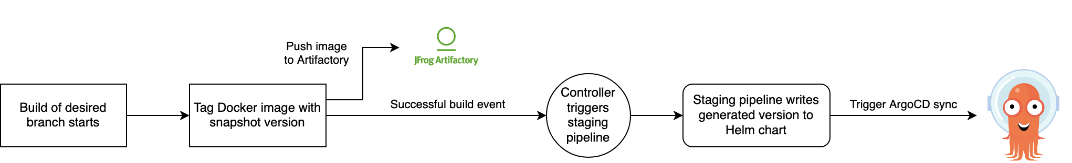 Build of desired
branch starts
Tag Docker image with
snapshot version
Push image
to Artifactory
JFrog Artifactory
Successful build event
Controller
triggers
staging
pipeline
Staging pipeline writes
generated version to
Helm chart
Trigger ArgoCD sync